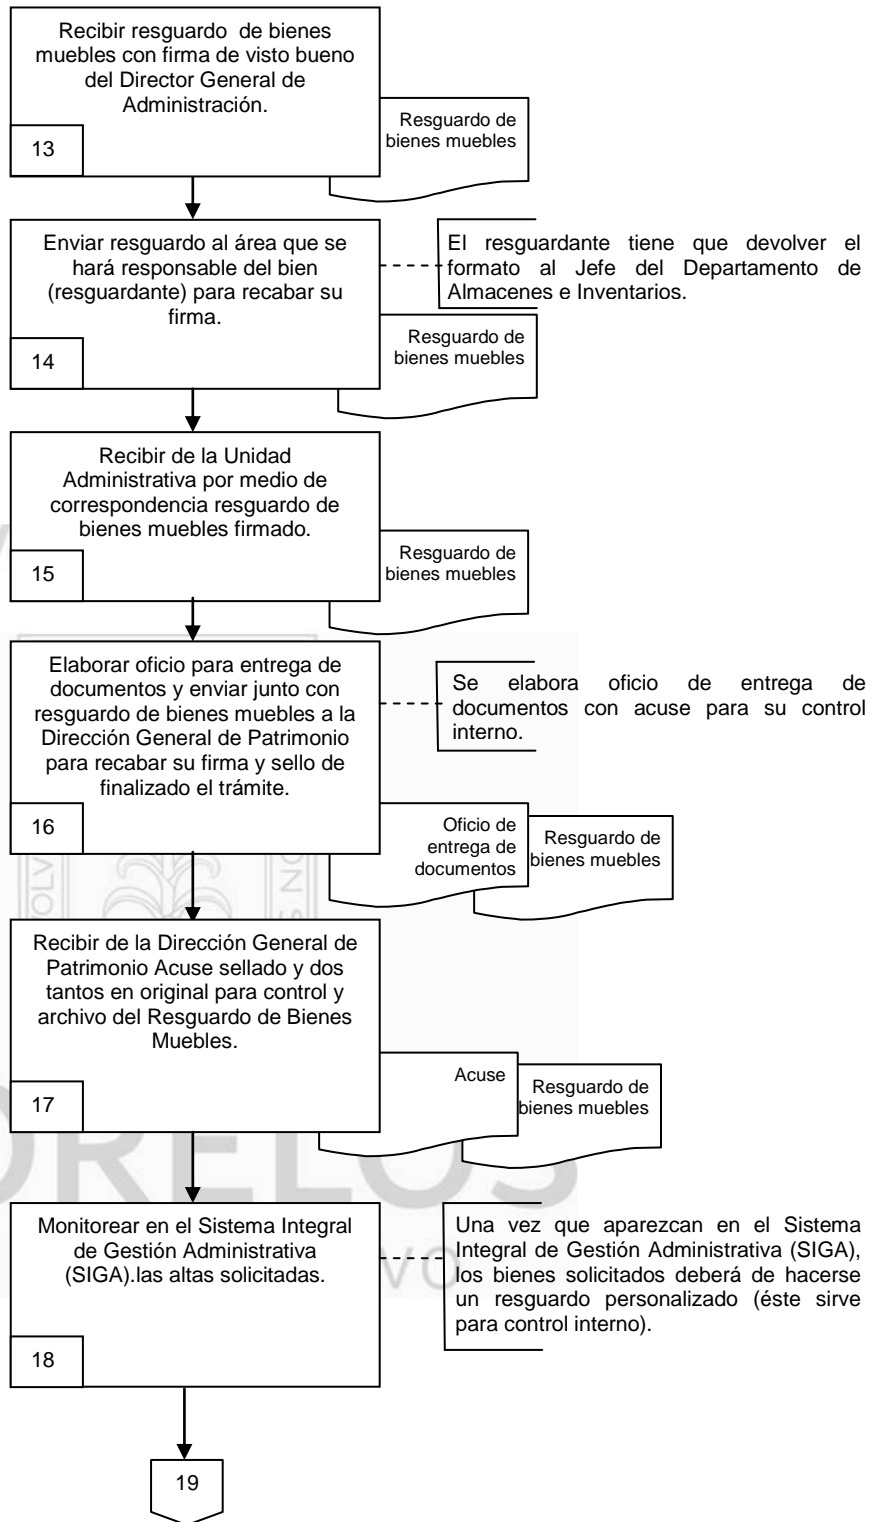 Recibir resguardo de bienes
muebles con firma de visto bueno
del Director General de
Administración.
13
Resguardo de
bienes muebles
Enviar resguardo al área que se
hará responsable del bien
(resguardante) para recabar su
firma.
14
El resguardante tiene que devolver el
formato al Jefe del Departamento de
Almacenes e Inventarios.
Resguardo de
bienes muebles
Recibir de la Unidad
Administrativa por medio de
correspondencia resguardo de
bienes muebles firmado.
15
Resguardo de
bienes muebles
Elaborar oficio para entrega de
documentos y enviar junto con
resguardo de bienes muebles a la
Dirección General de Patrimonio
para recabar su firma y sello de
finalizado el trámite.
16
Se elabora oficio de entrega de
documentos con acuse para su control
interno.
Oficio de
entrega de
documentos
Resguardo de
bienes muebles
Recibir de la Dirección General de
Patrimonio Acuse sellado y dos
tantos en original para control y
archivo del Resguardo de Bienes
Muebles.
17
Acuse
Resguardo de
bienes muebles
ORELOS
Monitorear en el Sistema Integral
de Gestión Administrativa
(SIGA).las altas solicitadas.
18
Una vez que aparezcan en el Sistema
Integral de Gestión Administrativa (SIGA),
los bienes solicitados deberá de hacerse
un resguardo personalizado (éste sirve
para control interno).
VO
19